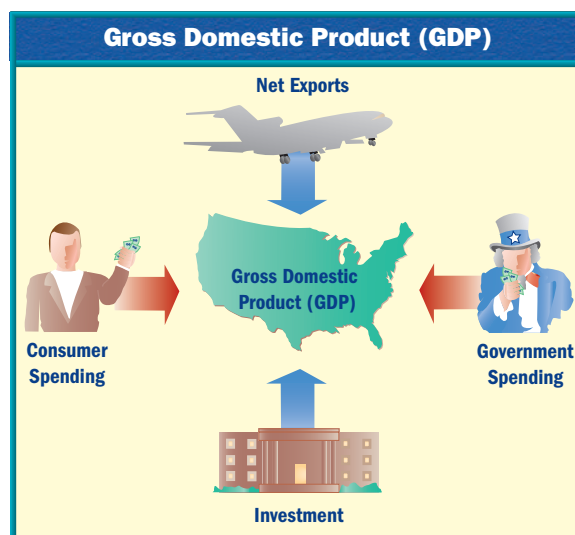 Gross Domestic Product (GDP)
Net Exports
Gross Domestic
Product (GDP)
Consumer
Spending
Government
Spending
Investment